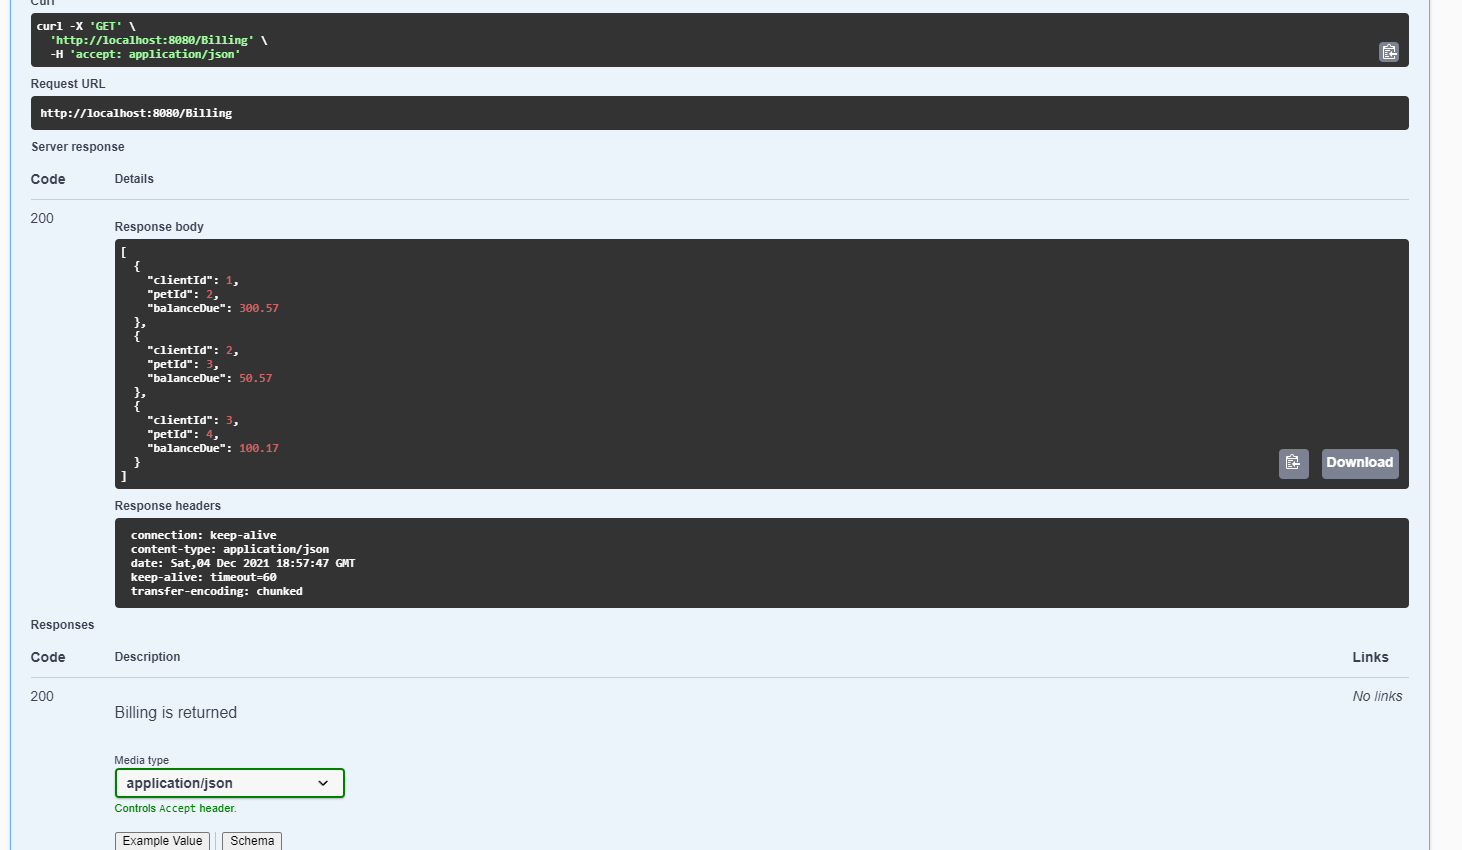 Curl
curl -X 'GET' \
'http://localhost:8080/Billing' \
-H 'accept: application/json'
Request URL
http://localhost:8080/Billing
Server response
Code Details
200
Response body
[
{
"clientId": 1,
"petId": 2,
"balanceDue": 300.57
},
{
"clientId": 2,
"petId": 3,
"balanceDue": 50.57
},
{
"clientId": 3,
"petId": 4,
"balanceDue": 100.17
}
]
Download
Response headers
connection: keep-alive
content-type: application/json
date: Sat,04 Dec 2021 18:57:47 GMT
keep-alive: timeout=60
transfer-encoding: chunked
Responses
Code Description Links
200 No links
Billing is returned
Media type
application/json
Controls Accept header.
Example Value Schema